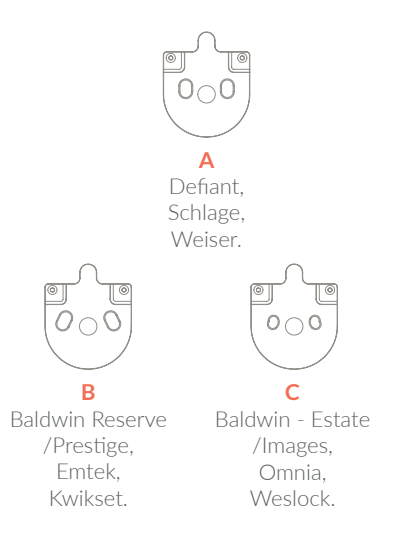 A
Defiant,
Schlage,
Weiser.
B
Baldwin Reserve
/Prestige,
Emtek,
Kwikset.
C
Baldwin - Estate
/Images,
Omnia,
Weslock.